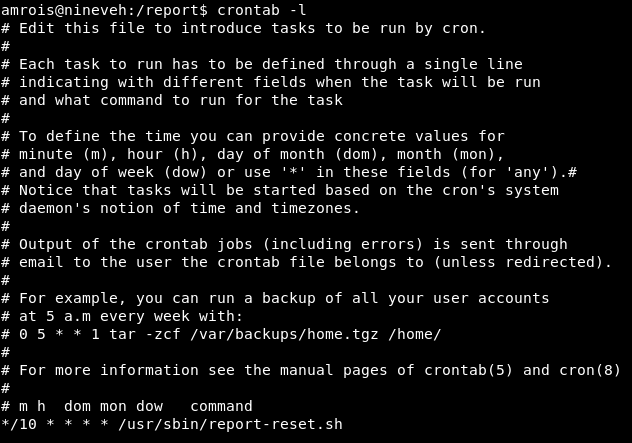 amrois@nineveh:/report$ crontab -l
# Edit this file to introduce tasks to be run by cron.
#
# Each task to run has to be defined through a single line
# indicating with different fields when the task will be run
# and what command to run for the task
#
# To define the time you can provide concrete values for
# minute (m), hour (h), day of month (dom), month (mon),
# and day of week (dow) or use '*' in these fields (for 'any').#
# Notice that tasks will be started based on the cron's system
# daemon's notion of time and timezones.
#
# Output of the crontab jobs (including errors) is sent through
# email to the user the crontab file belongs to (unless redirected).
#
# For example, you can run a backup of all your user accounts
# at 5 a.m every week with:
# 0 5 * * 1 tar -zcf /var/backups/home.tgz /home/
#
# For more information see the manual pages of crontab(5) and cron(8)
#
# m h  dom mon dow   command
*/10 * * * * /usr/sbin/report-reset.sh